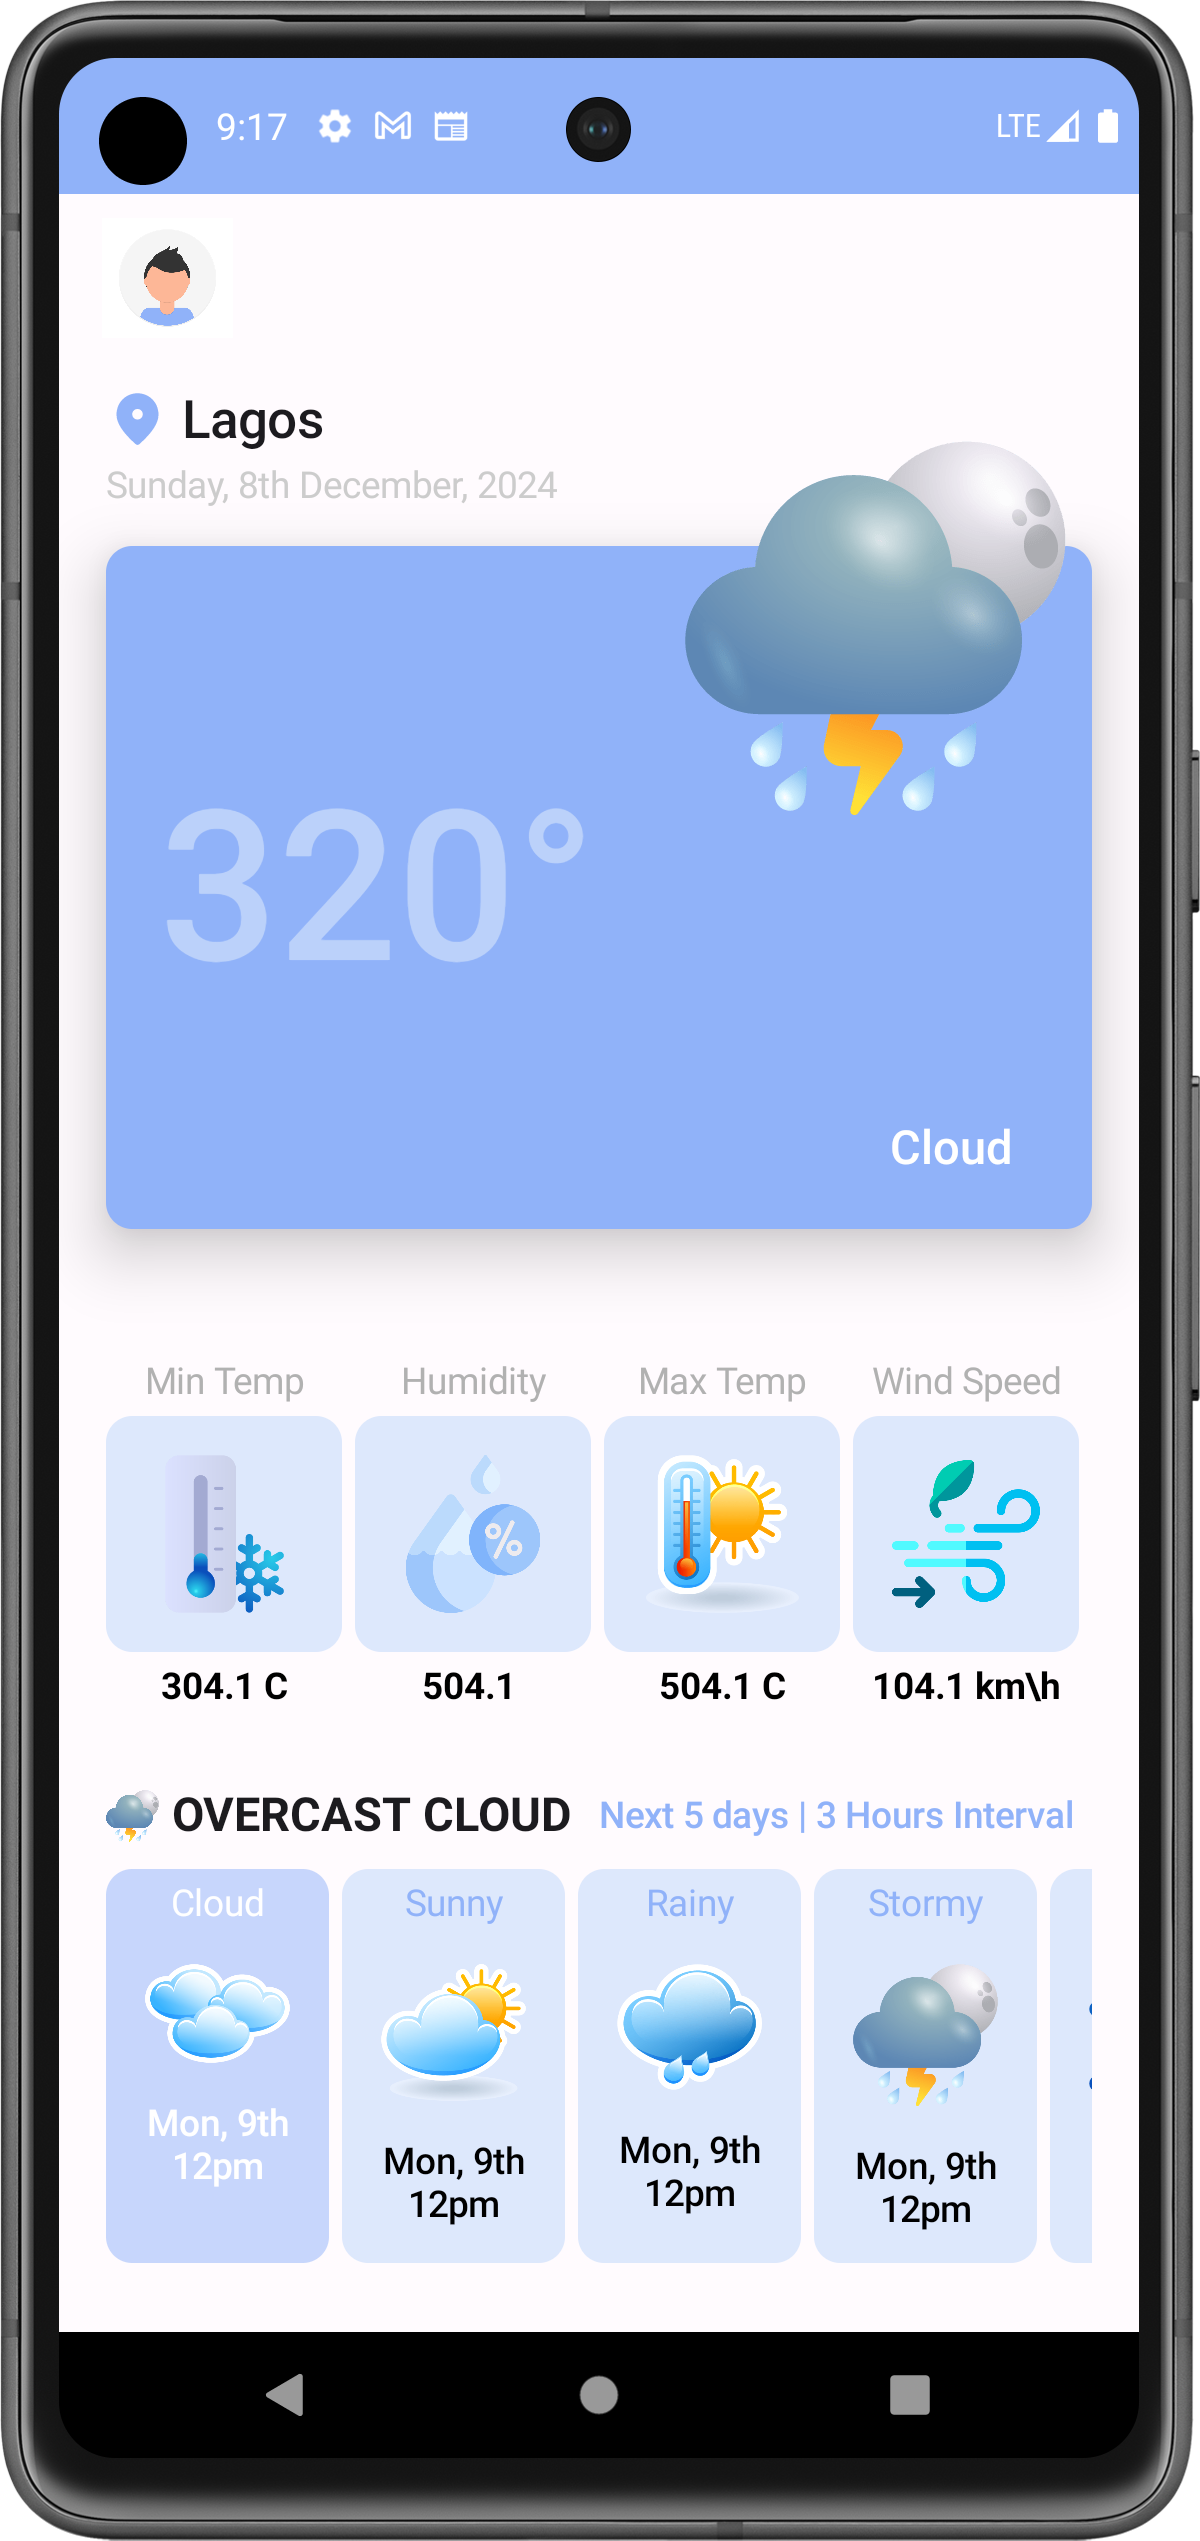 9:17
LTE
Lagos
Sunday, 8th December, 2024
320°
Cloud
Min Temp Humidity Max Temp Wind Speed
%
304.1 C 504.1 504.1 C 104.1 km\h
OVERCAST CLOUD Next 5 days | 3 Hours Interval
Cloud Sunny Rainy Stormy
Mon, 9th
12pm
Mon, 9th
12pm
Mon, 9th
12pm
Mon, 9th
12pm